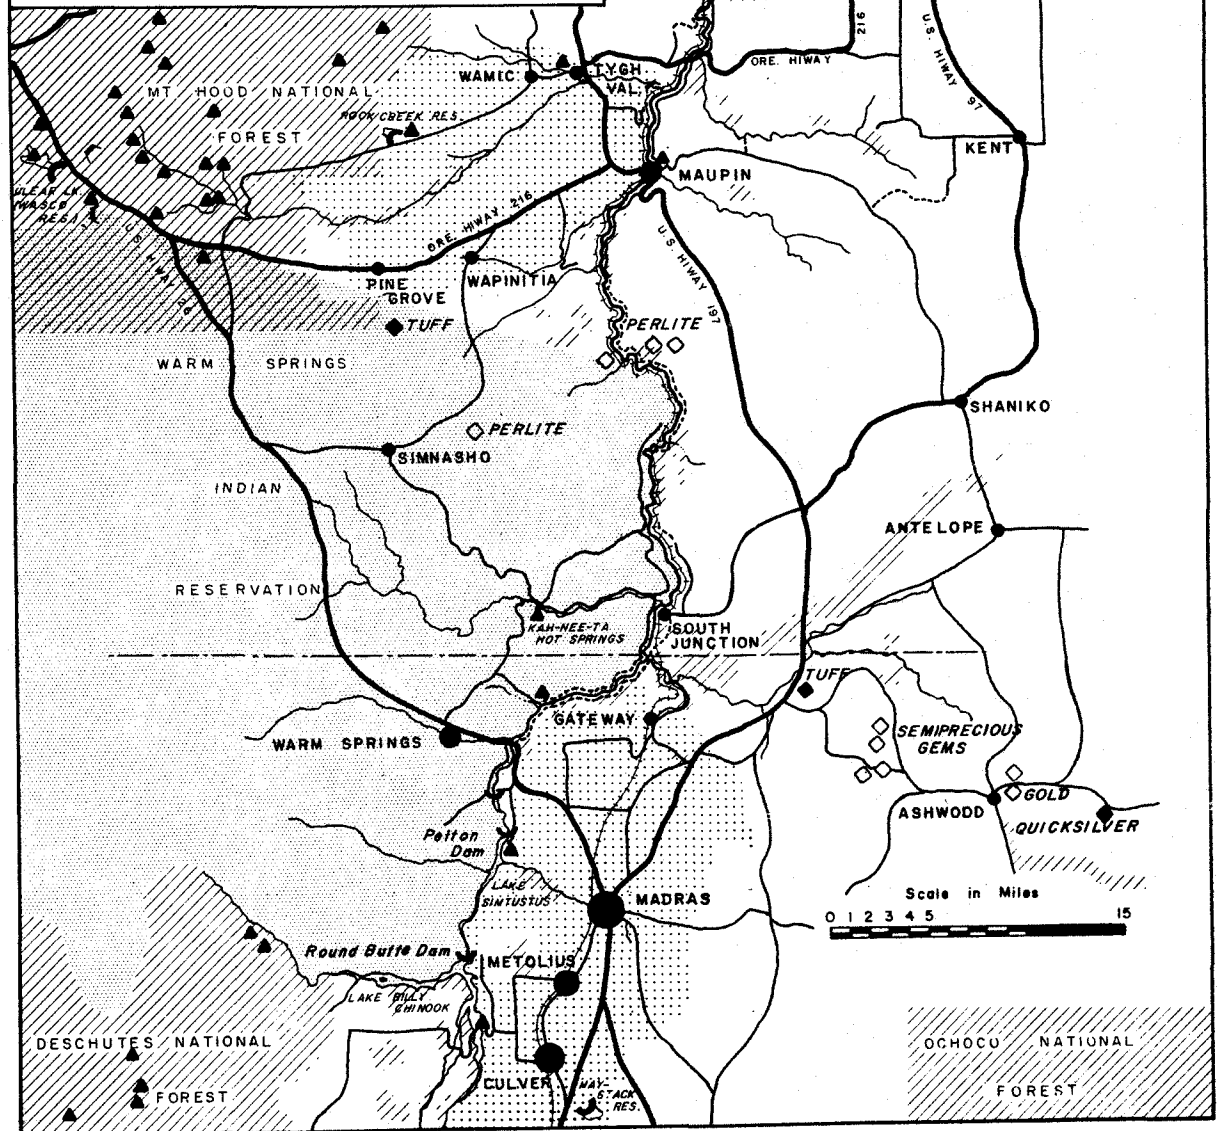 216
U.S. HIWAY 97
ORE. HIWAY
WAMIC
TYGH
VAL.
MT HOOD NATIONAL
FOREST
ROCK CREEK RES.
KENT
MAUPIN
CLEAR LK.
(WASCO
RES.)
U.S. HWAY 26
ORE. HIWAY 216
U.S. HIWAY 197
PINE
GROVE
WAPINITIA
TUFF
PERLITE
WARM SPRINGS
SHANIKO
PERLITE
SIMNASHO
INDIAN
ANTELOPE
RESERVATION
KAH-NEE-TA
HOT SPRINGS
SOUTH
JUNCTION
TUFF
GATEWAY
WARM SPRINGS
SEMIPRECIOUS
GEMS
GOLD
ASHWOOD
QUICKSILVER
Pelton
Dam
LAKE
SIMTUSTUS
MADRAS
Scale in Miles
0 1 2 3 4 5 15
Round Butte Dam
METOLIUS
LAKE BILLY
CHINOOK
DESCHUTES NATIONAL
FOREST
OCHOCO NATIONAL
FOREST
CULVER
HAY-
STACK
RES.